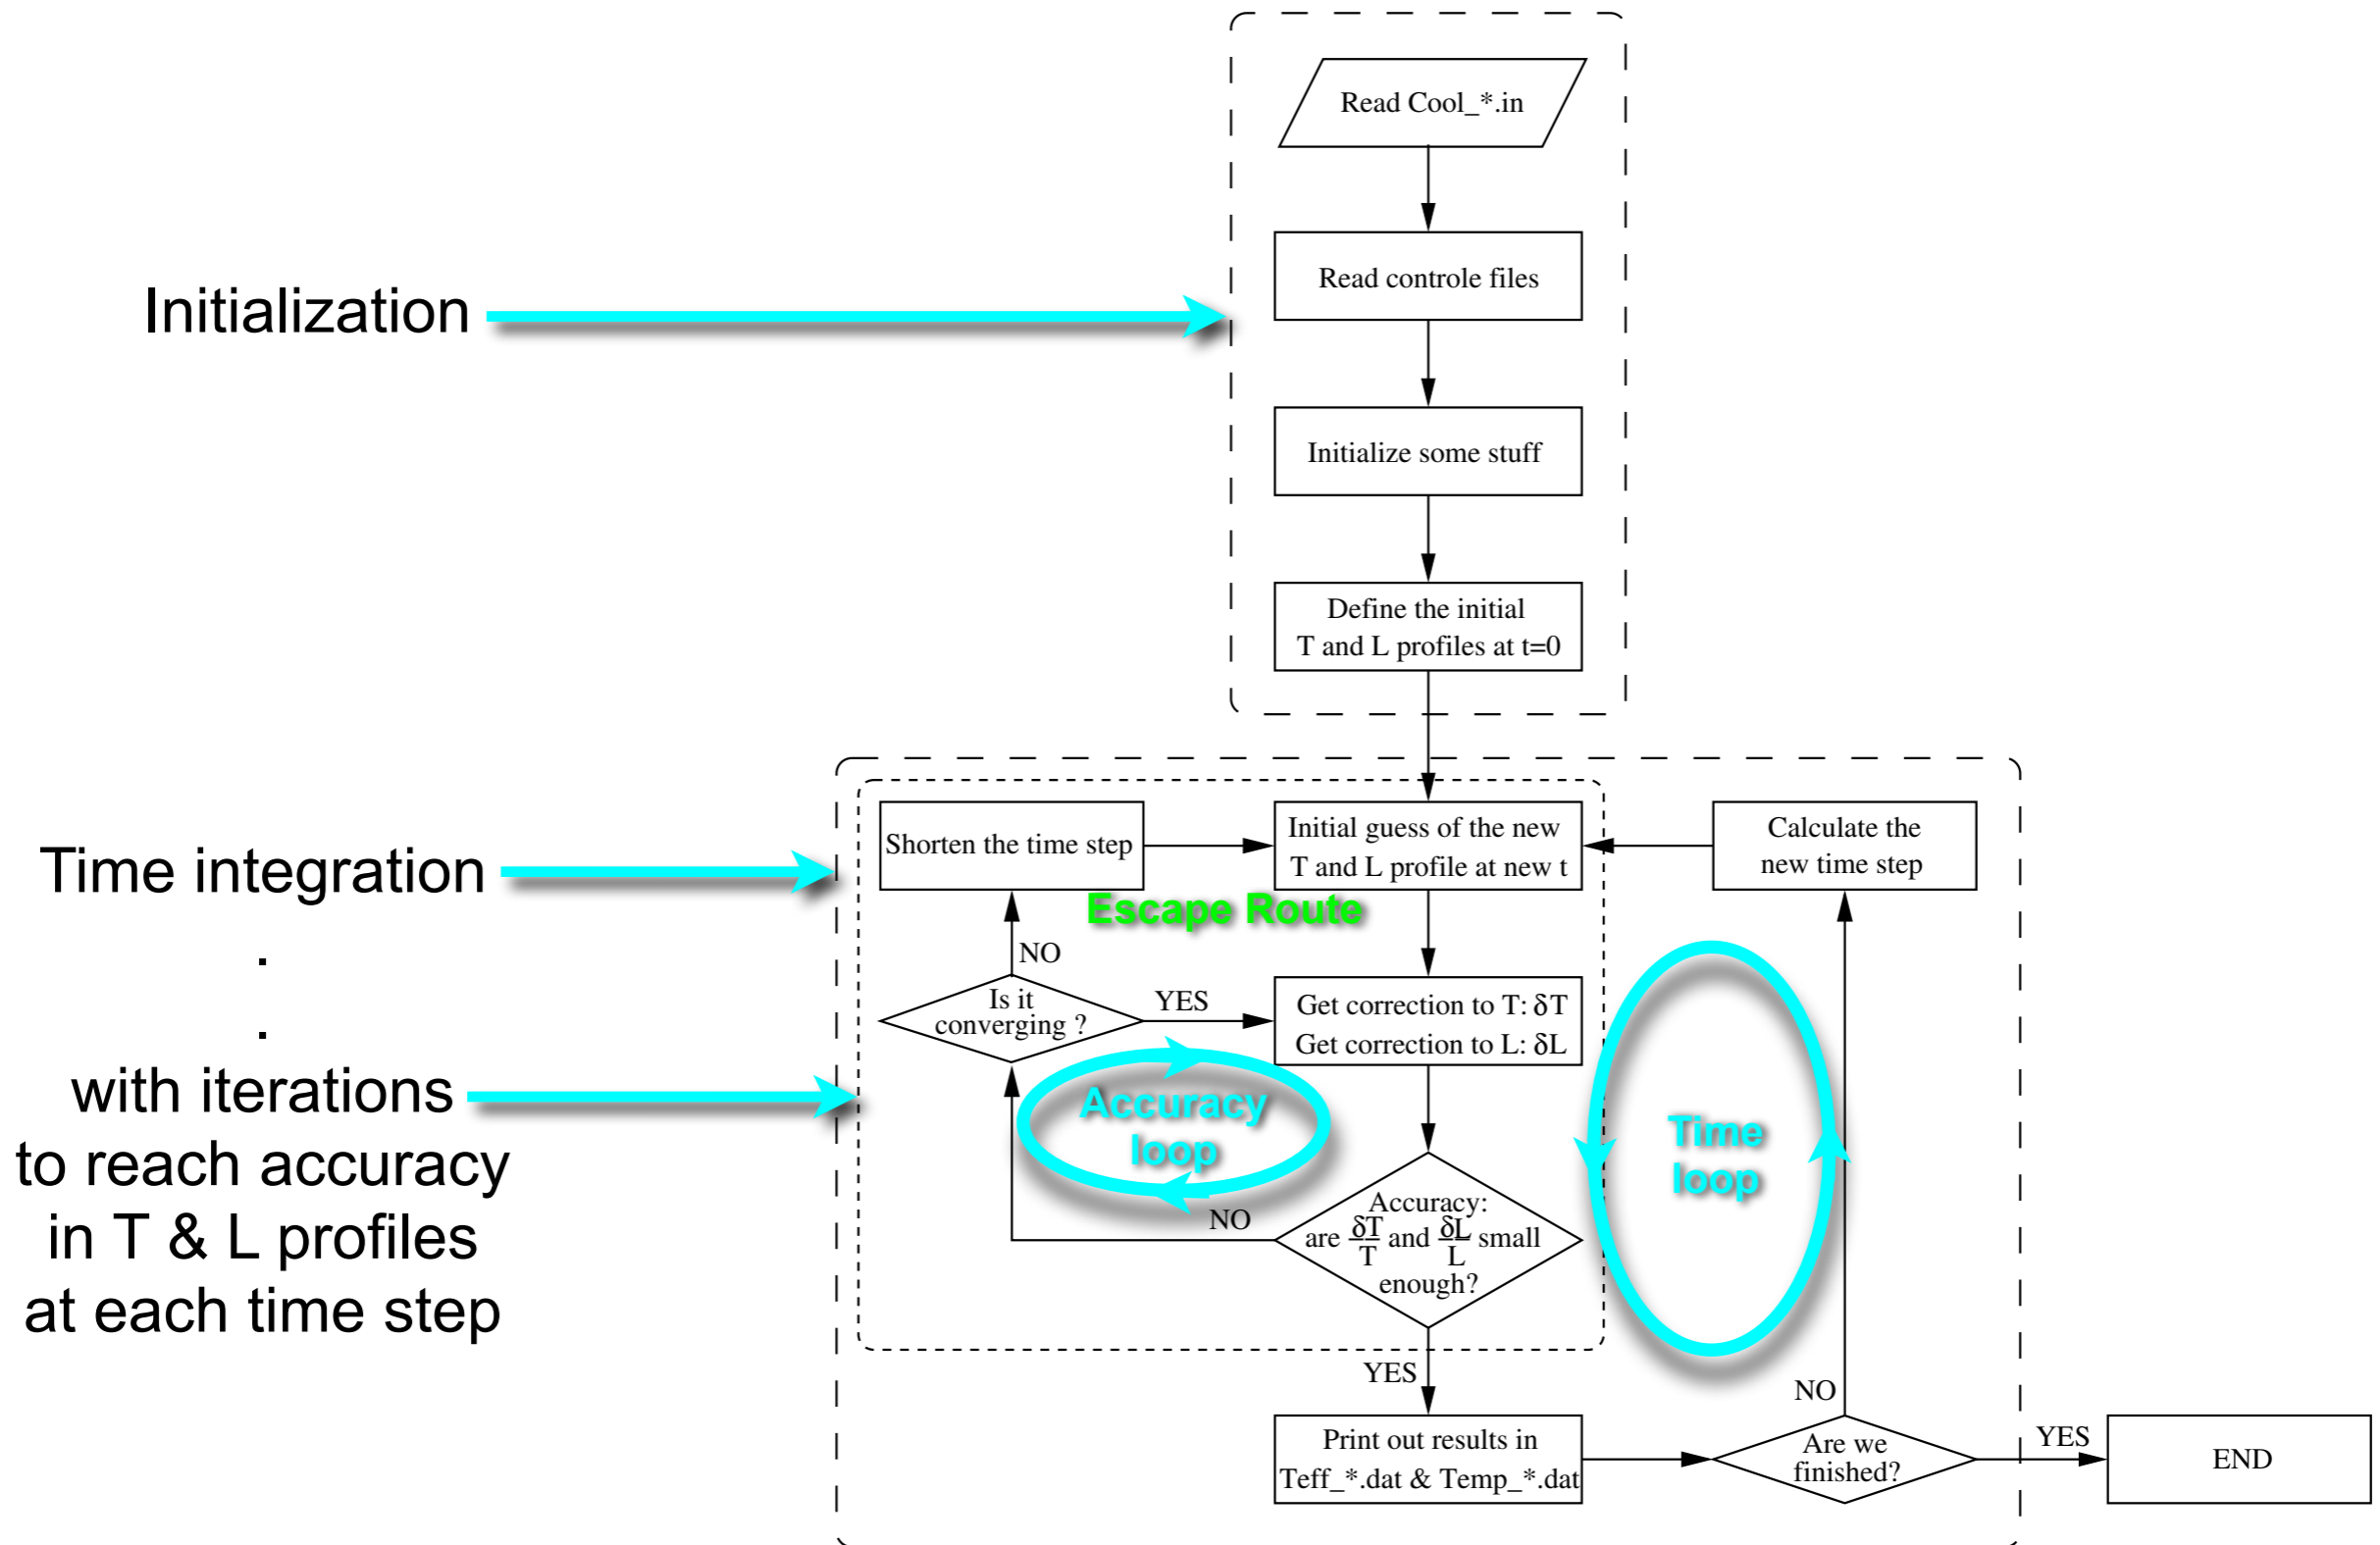 Read Cool_*.in
Read controle files
Initialization
Initialize some stuff
Define the initial
T and L profiles at t=0
Shorten the time step
Initial guess of the new
T and L profile at new t
Calculate the
new time step
Time integration
.
.
with iterations
to reach accuracy
in T & L profiles
at each time step
Escape Route
NO
Is it
converging ?
YES
Get correction to T: δT
Get correction to L: δL
Accuracy
loop
Time
loop
NO
Accuracy:
are δT/T and δL/L small
enough?
YES
NO
Print out results in
Teff_*.dat & Temp_*.dat
Are we
finished?
YES
END